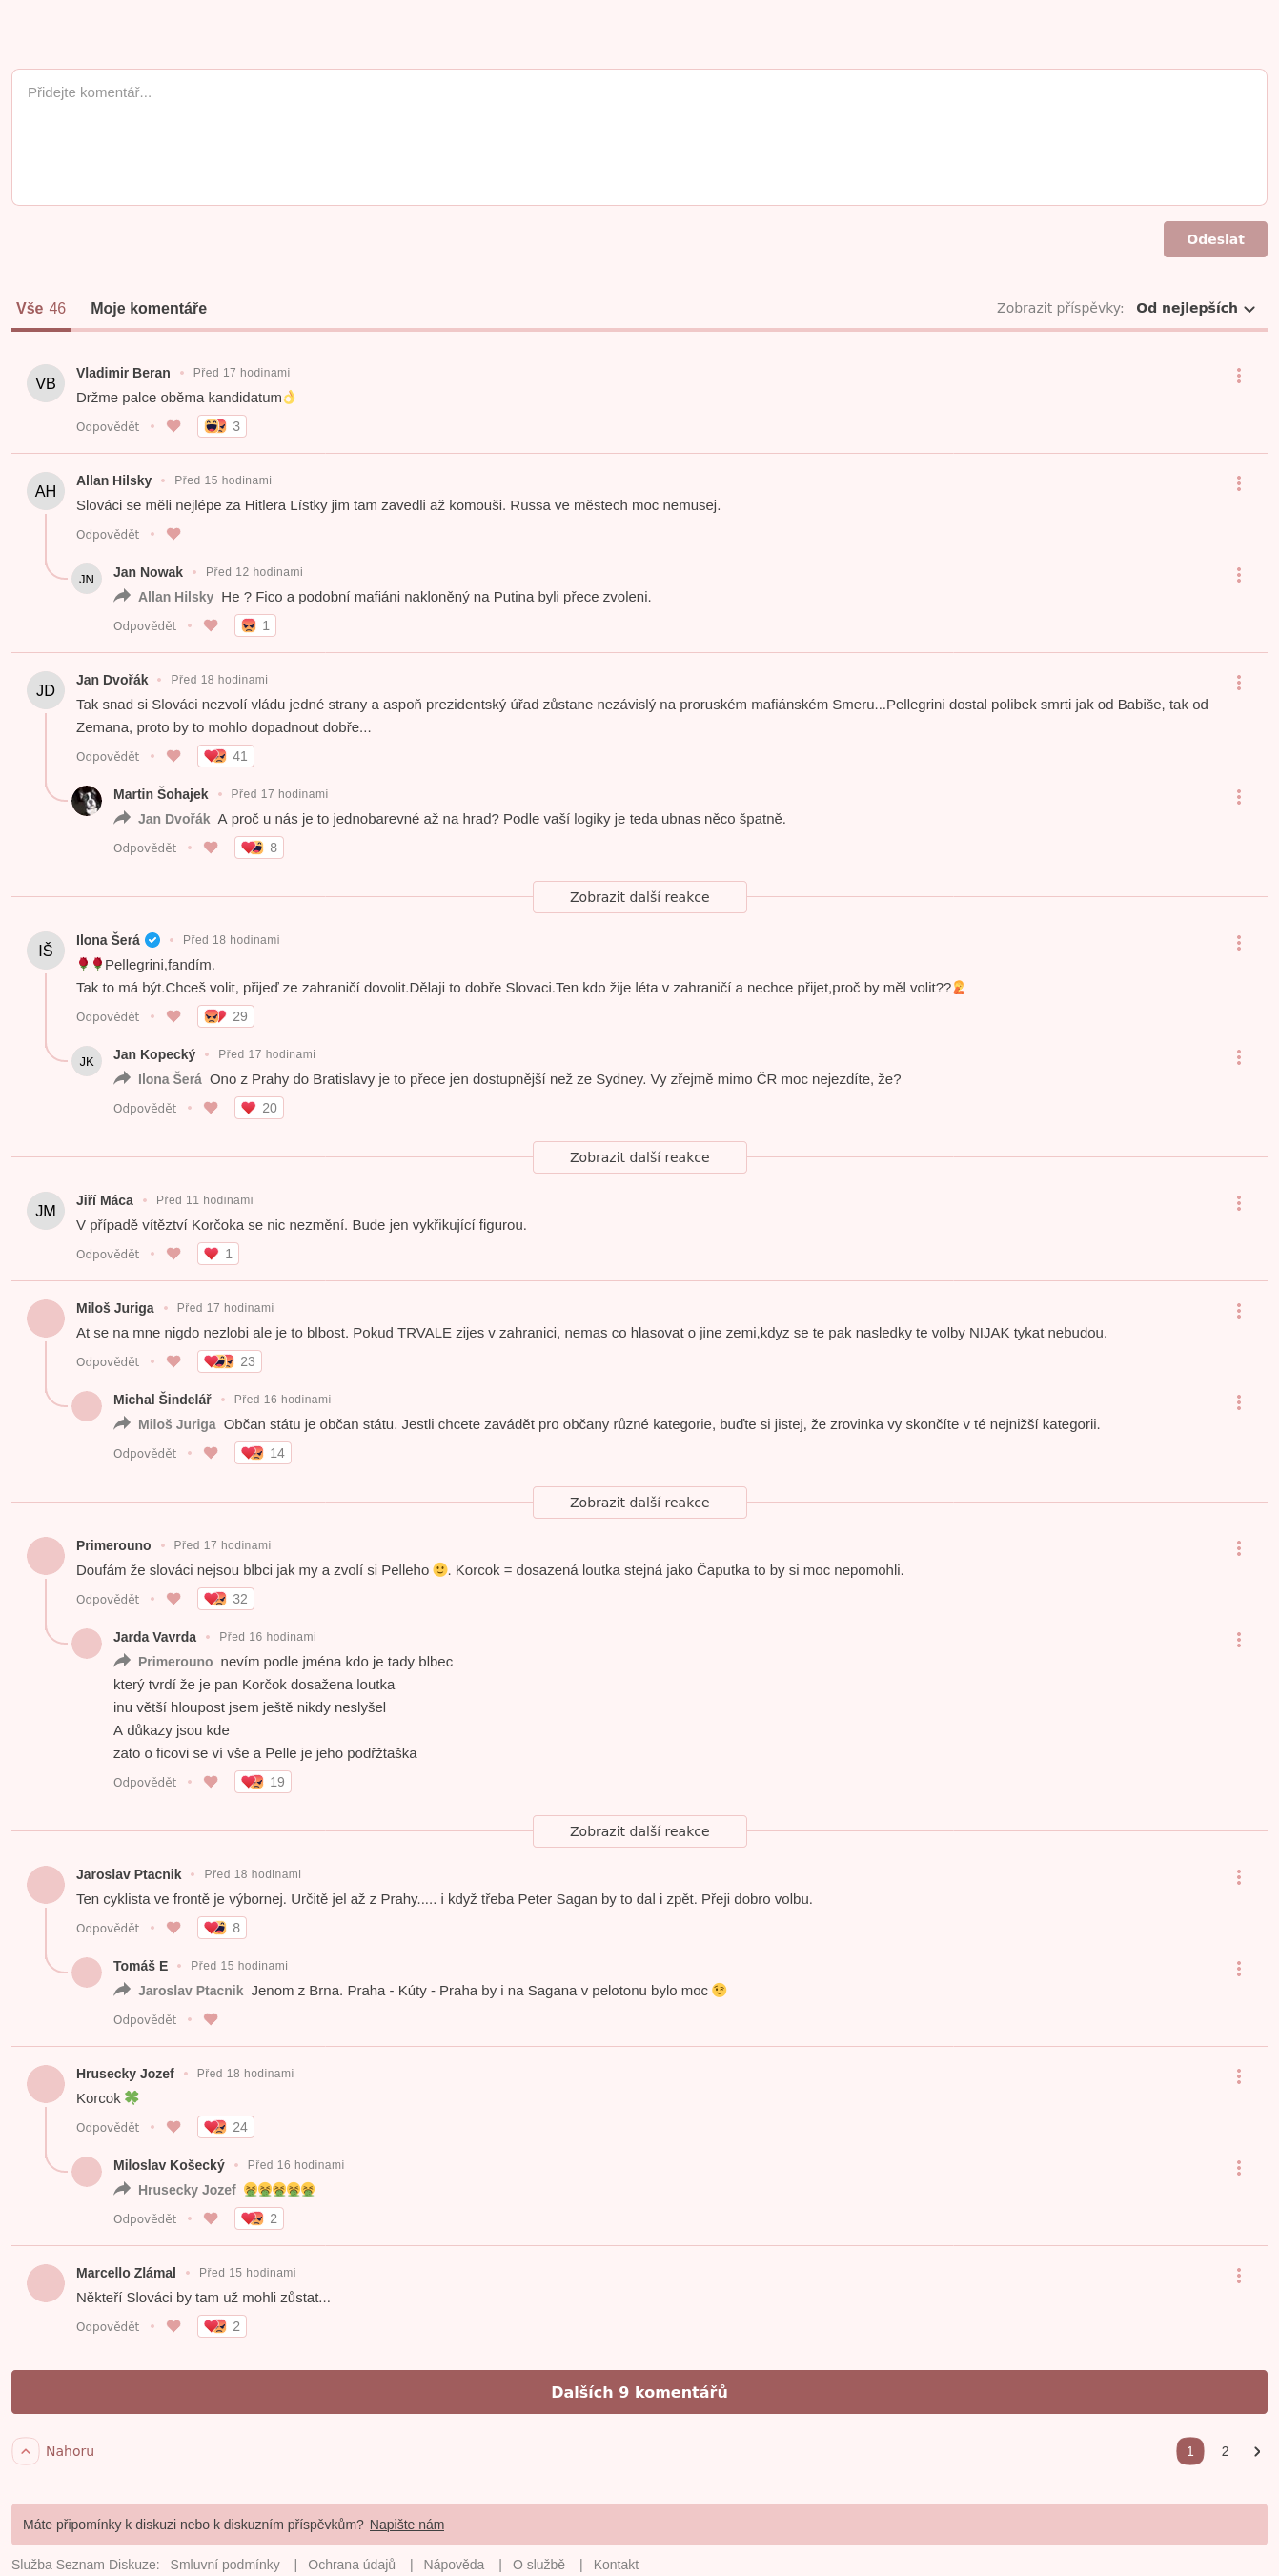 Přidejte komentář...
Odeslat
Vše 46 Moje komentáře Zobrazit příspěvky: Od nejlepších
VB Vladimir Beran • Před 17 hodinami
Držme palce oběma kandidatum👌
Odpovědět • 3
AH Allan Hilsky • Před 15 hodinami
Slováci se měli nejlépe za Hitlera Lístky jim tam zavedli až komouši. Russa ve městech moc nemusej.
Odpovědět •
JN Jan Nowak • Před 12 hodinami
Allan Hilsky He ? Fico a podobní mafiáni nakloněný na Putina byli přece zvoleni.
Odpovědět • 1
JD Jan Dvořák • Před 18 hodinami
Tak snad si Slováci nezvolí vládu jedné strany a aspoň prezidentský úřad zůstane nezávislý na proruském mafiánském Smeru...Pellegrini dostal polibek smrti jak od Babiše, tak od
Zemana, proto by to mohlo dopadnout dobře...
Odpovědět • 41
Martin Šohajek • Před 17 hodinami
Jan Dvořák A proč u nás je to jednobarevné až na hrad? Podle vaší logiky je teda ubnas něco špatně.
Odpovědět • 8
Zobrazit další reakce
IŠ Ilona Šerá • Před 18 hodinami
🌹🌹Pellegrini,fandím.
Tak to má být.Chceš volit, přijeď ze zahraničí dovolit.Dělaji to dobře Slovaci.Ten kdo žije léta v zahraničí a nechce přijet,proč by měl volit??🤦
Odpovědět • 29
JK Jan Kopecký • Před 17 hodinami
Ilona Šerá Ono z Prahy do Bratislavy je to přece jen dostupnější než ze Sydney. Vy zřejmě mimo ČR moc nejezdíte, že?
Odpovědět • 20
Zobrazit další reakce
JM Jiří Máca • Před 11 hodinami
V případě vítěztví Korčoka se nic nezmění. Bude jen vykřikující figurou.
Odpovědět • 1
Miloš Juriga • Před 17 hodinami
At se na mne nigdo nezlobi ale je to blbost. Pokud TRVALE zijes v zahranici, nemas co hlasovat o jine zemi,kdyz se te pak nasledky te volby NIJAK tykat nebudou.
Odpovědět • 23
Michal Šindelář • Před 16 hodinami
Miloš Juriga Občan státu je občan státu. Jestli chcete zavádět pro občany různé kategorie, buďte si jistej, že zrovinka vy skončíte v té nejnižší kategorii.
Odpovědět • 14
Zobrazit další reakce
Primerouno • Před 17 hodinami
Doufám že slováci nejsou blbci jak my a zvolí si Pelleho 🙂. Korcok = dosazená loutka stejná jako Čaputka to by si moc nepomohli.
Odpovědět • 32
Jarda Vavrda • Před 16 hodinami
Primerouno nevím podle jména kdo je tady blbec
který tvrdí že je pan Korčok dosažena loutka
inu větší hloupost jsem ještě nikdy neslyšel
A důkazy jsou kde
zato o ficovi se ví vše a Pelle je jeho podřžtaška
Odpovědět • 19
Zobrazit další reakce
Jaroslav Ptacnik • Před 18 hodinami
Ten cyklista ve frontě je výbornej. Určitě jel až z Prahy..... i když třeba Peter Sagan by to dal i zpět. Přeji dobro volbu.
Odpovědět • 8
Tomáš E • Před 15 hodinami
Jaroslav Ptacnik Jenom z Brna. Praha - Kúty - Praha by i na Sagana v pelotonu bylo moc 😉
Odpovědět •
Hrusecky Jozef • Před 18 hodinami
Korcok 🍀
Odpovědět • 24
Miloslav Košecký • Před 16 hodinami
Hrusecky Jozef 🤮🤮🤮🤮🤮
Odpovědět • 2
Marcello Zlámal • Před 15 hodinami
Někteří Slováci by tam už mohli zůstat...
Odpovědět • 2
Dalších 9 komentářů
Nahoru 1 2
Máte připomínky k diskuzi nebo k diskuzním příspěvkům? Napište nám
Služba Seznam Diskuze: Smluvní podmínky | Ochrana údajů | Nápověda | O službě | Kontakt